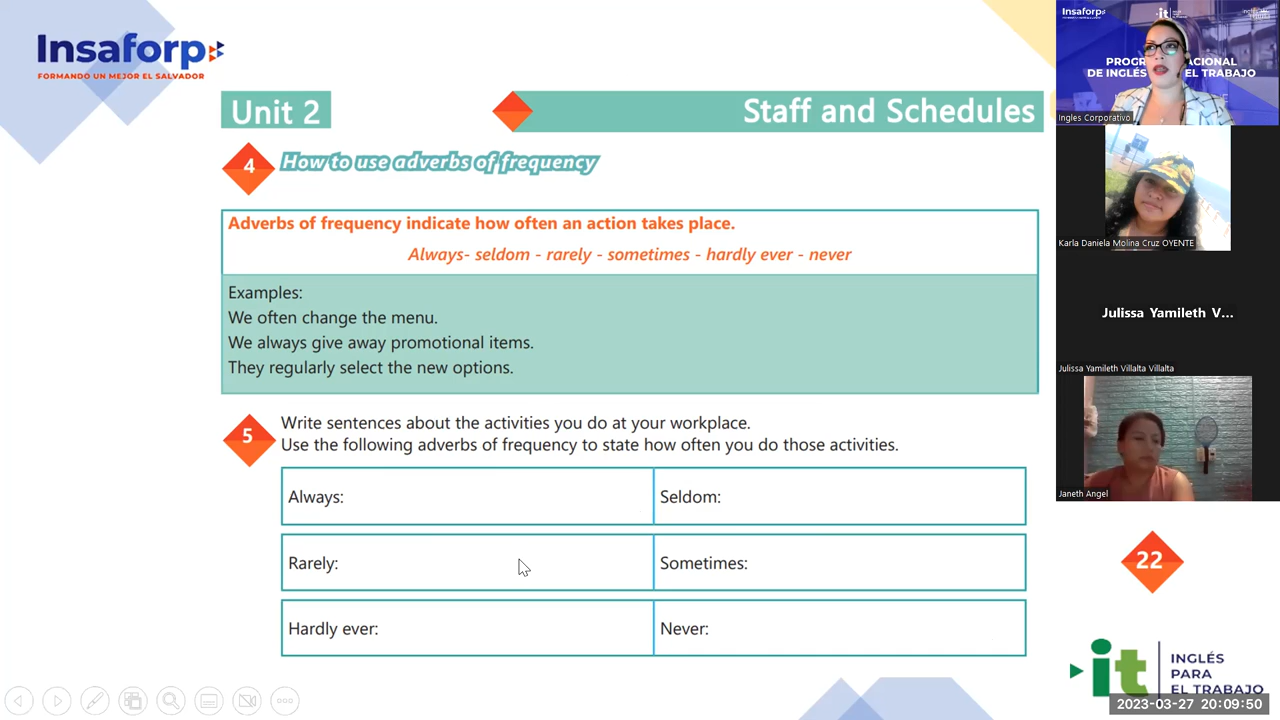 Insaforp
FORMANDO UN MEJOR EL SALVADOR
Unit 2
Staff and Schedules
4
How to use adverbs of frequency
Adverbs of frequency indicate how often an action takes place.
Always- seldom - rarely - sometimes - hardly ever - never
Examples:
We often change the menu.
We always give away promotional items.
They regularly select the new options.
5
Write sentences about the activities you do at your workplace.
Use the following adverbs of frequency to state how often you do those activities.
Always:
Seldom:
Rarely:
Sometimes:
Hardly ever:
Never:
Insaforp
it
PROGR ACIONAL
DE INGLÉS EL TRABAJO
Ingles Corporativo
Karla Daniela Molina Cruz OYENTE
Julissa Yamileth V...
Julissa Yamileth Villalta Villalta
Janeth Angel
22
it
INGLÉS
PARA
EL TRABAJO
2023-03-27 20:09:50